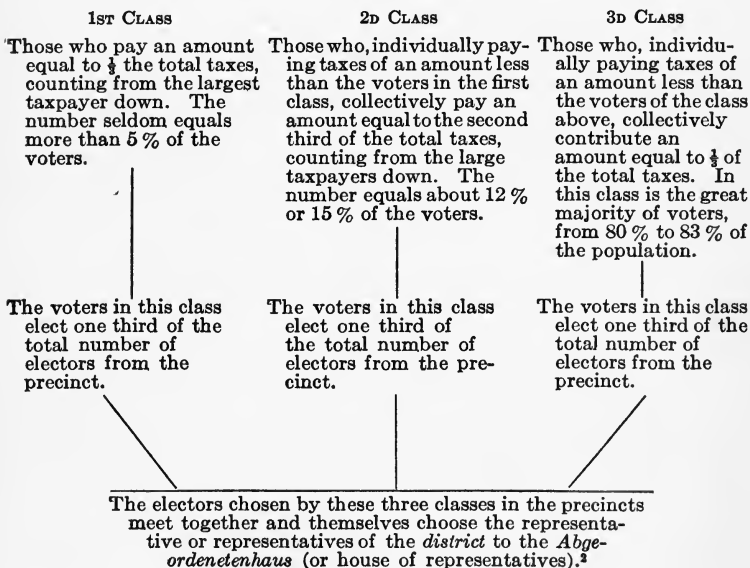 1ST CLASS
Those who pay an amount
equal to ⅓ the total taxes,
counting from the largest
taxpayer down. The
number seldom equals
more than 5 % of the
voters.
The voters in this class
elect one third of the
total number of
electors from the
precinct.
2D CLASS
Those who, individually pay-
ing taxes of an amount less
than the voters in the first
class, collectively pay an
amount equal to the second
third of the total taxes,
counting from the large
taxpayers down. The
number equals about 12 %
or 15 % of the voters.
The voters in this class
elect one third of
the total number of
electors from the pre-
cinct.
3D CLASS
Those who, individu-
ally paying taxes of
an amount less than
the voters of the class
above, collectively
contribute an
amount equal to ⅓ of
the total taxes. In
this class is the great
majority of voters,
from 80 % to 83 % of
the population.
The voters in this class
elect one third of the
total number of
electors from the
precinct.
The electors chosen by these three classes in the precincts
meet together and themselves choose the representa-
tive or representatives of the district to the Abge-
ordenetenhaus (or house of representatives).²